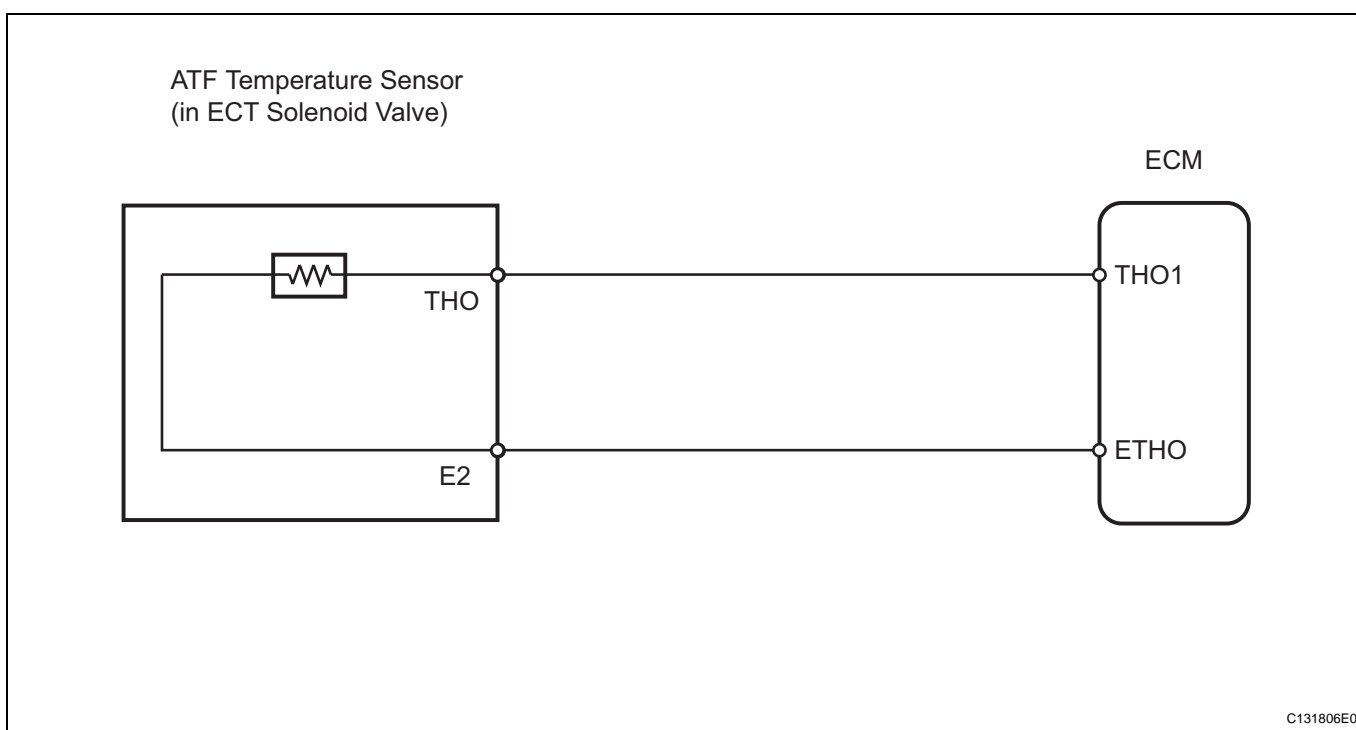 ATF Temperature Sensor
(in ECT Solenoid Valve)
ECM
THO
THO1
E2
ETHO
C131806E0